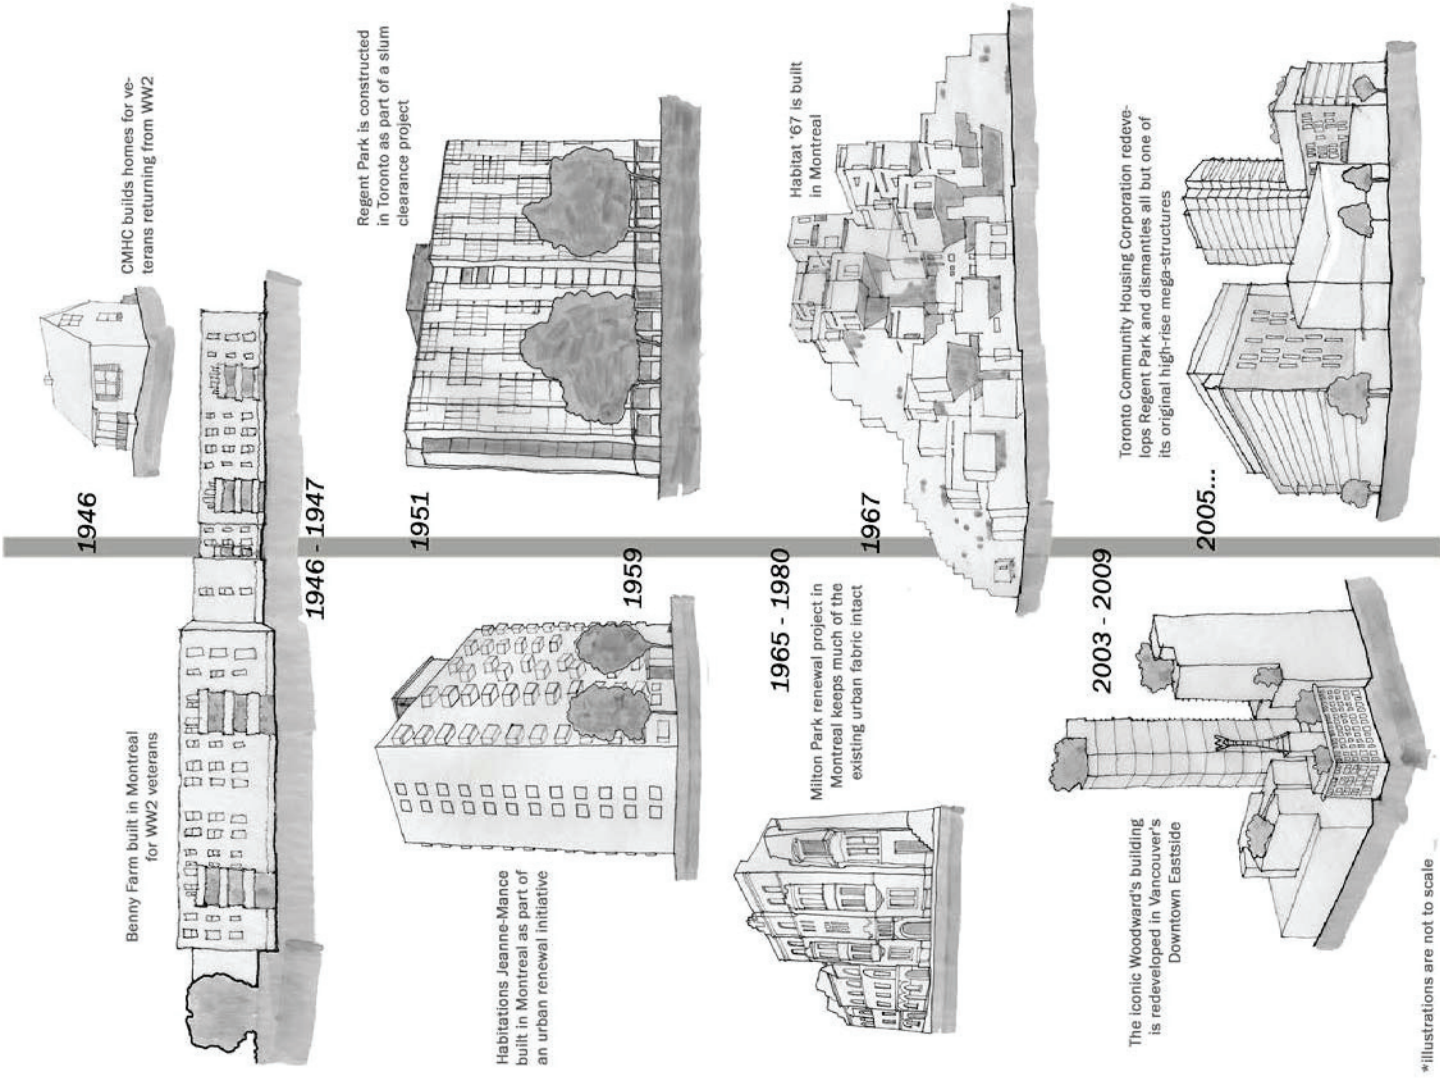 1946
CMHC builds homes for ve-
terans returning from WW2
Benny Farm built in Montreal
for WW2 veterans
1946 - 1947
1951
Regent Park is constructed
in Toronto as part of a slum
clearance project
1959
Habitations Jeanne-Mance
built in Montreal as part of
an urban renewal initiative
1965 - 1980
Milton Park renewal project in
Montreal keeps much of the
existing urban fabric intact
1967
Habitat '67 is built
in Montreal
2003 - 2009
The iconic Woodward's building
is redeveloped in Vancouver's
Downtown Eastside
2005...
Toronto Community Housing Corporation redeve-
lops Regent Park and dismantles all but one of
its original high-rise mega-structures
*illustrations are not to scale